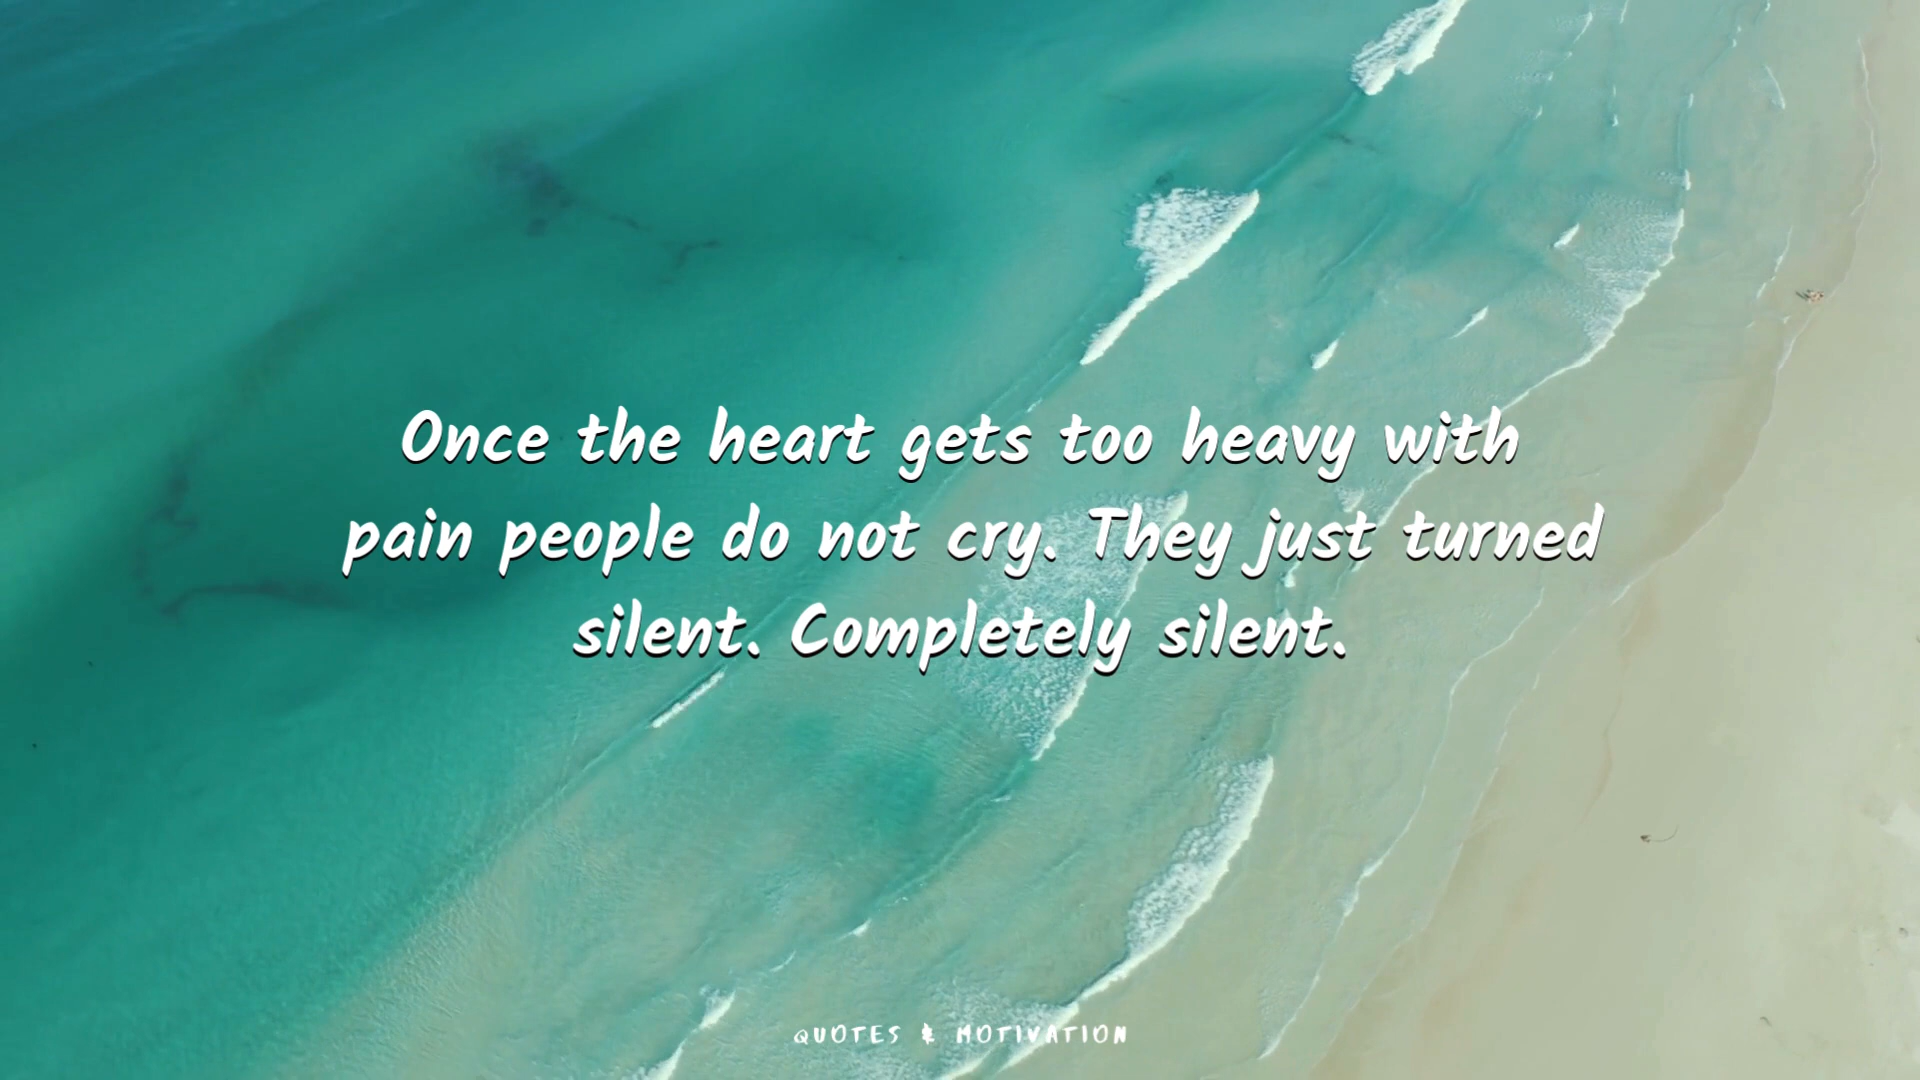 Once the heart gets too heavy with
pain people do not cry. They just turned
silent. Completely silent.
QUOTES & MOTIVATION